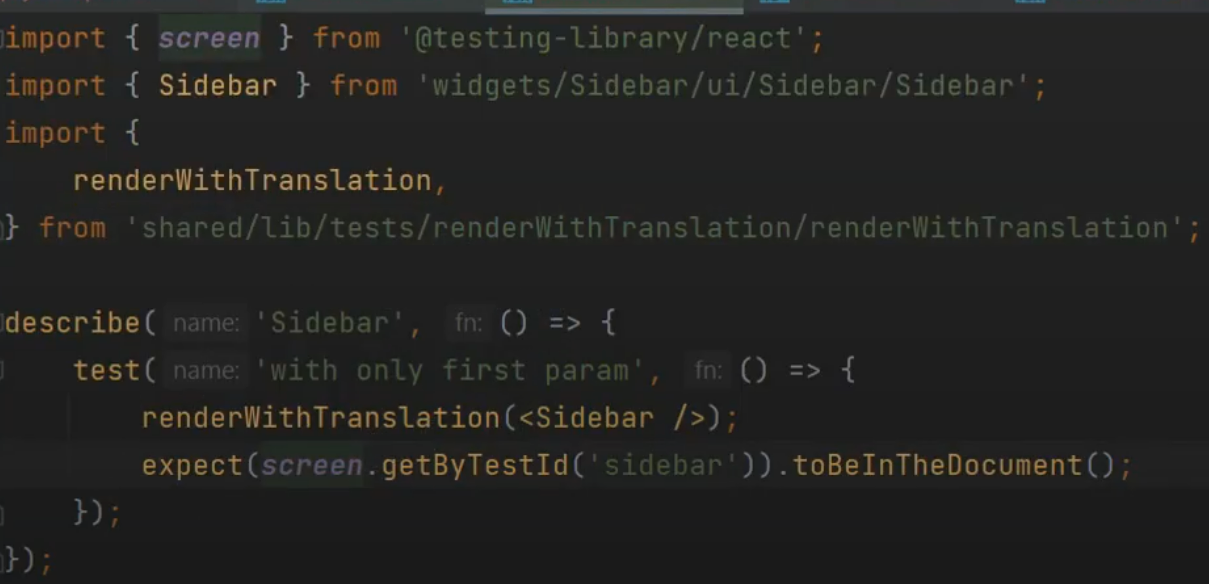 import { screen } from '@testing-library/react';
import { Sidebar } from 'widgets/Sidebar/ui/Sidebar/Sidebar';
import {
    renderWithTranslation,
} from 'shared/lib/tests/renderWithTranslation/renderWithTranslation';
describe( name: 'Sidebar', fn: () => {
    test( name: 'with only first param', fn: () => {
        renderWithTranslation(<Sidebar />);
        expect(screen.getByTestId('sidebar')).toBeInTheDocument();
    });
});